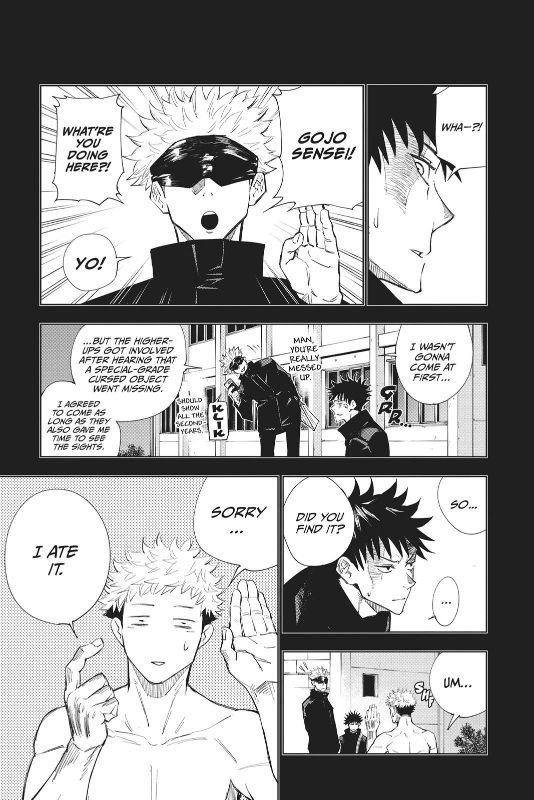 WHA—?!
GOJO
SENSEI!
WHAT'RE
YOU
DOING
HERE?!
YO!
I WASN'T
GONNA
COME AT
FIRST...
GRR...
MAN,
YOU'RE
REALLY
MESSED
UP.
KLIK
I
SHOULD
SHOW
ALL THE
SECOND-
YEARS.
...BUT THE HIGHER-
UPS GOT INVOLVED
AFTER HEARING THAT
A SPECIAL-GRADE
CURSED OBJECT
WENT MISSING.
I AGREED
TO COME AS
LONG AS THEY
ALSO GAVE ME
TIME TO SEE
THE SIGHTS.
SO...
DID YOU
FIND IT?
...
UM...
SHF
SORRY
...
I ATE
IT.